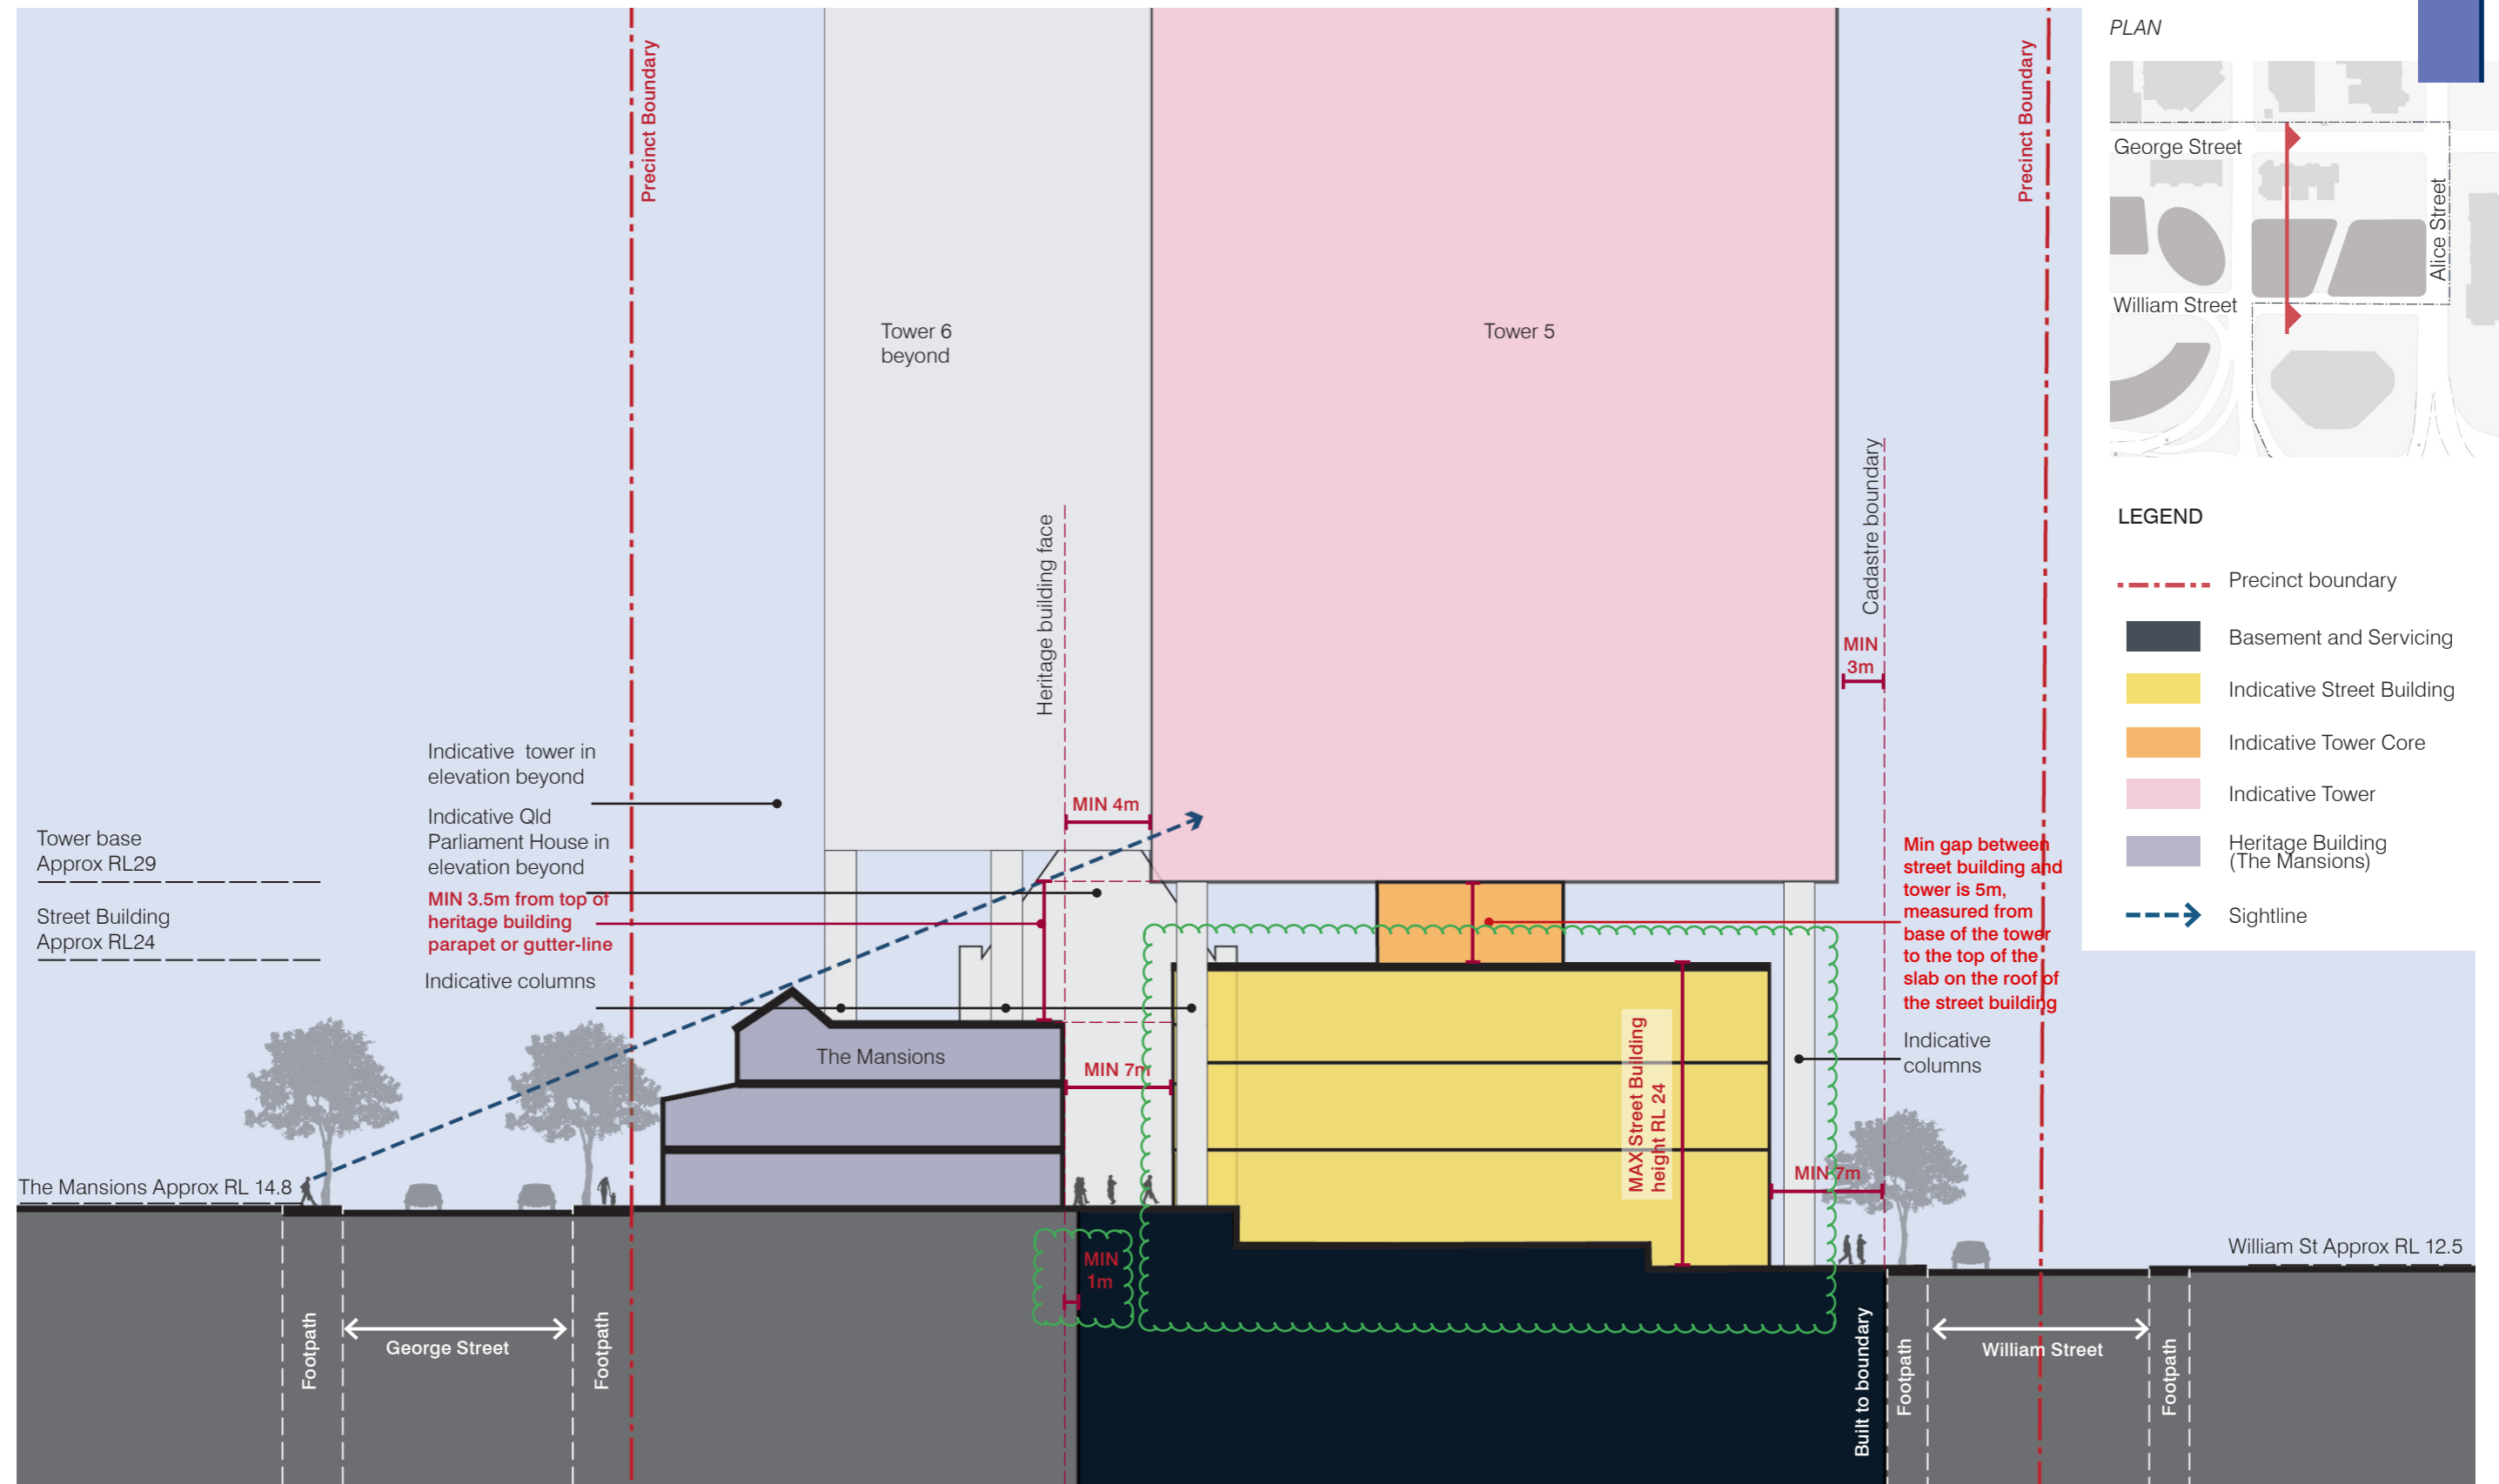 PLAN
George Street
William Street
Alice Street
LEGEND
Precinct boundary
Basement and Servicing
Indicative Street Building
Indicative Tower Core
Indicative Tower
Heritage Building
(The Mansions)
Sightline
Precinct Boundary
Precinct Boundary
Tower 6
beyond
Tower 5
Heritage building face
Cadastre boundary
MIN
3m
Indicative tower in
elevation beyond
MIN 4m
Indicative Qld
Parliament House in
elevation beyond
Tower base
Approx RL29
MIN 3.5m from top of
heritage building
parapet or gutter-line
Street Building
Approx RL24
Indicative columns
Min gap between
street building and
tower is 5m,
measured from
base of the tower
to the top of the
slab on the roof of
the street building
Indicative
columns
The Mansions
MIN 7m
MAX Street Building
height RL 24
MIN 7m
The Mansions Approx RL 14.8
William St Approx RL 12.5
MIN
1m
Footpath
George Street
Footpath
Built to boundary
Footpath
William Street
Footpath